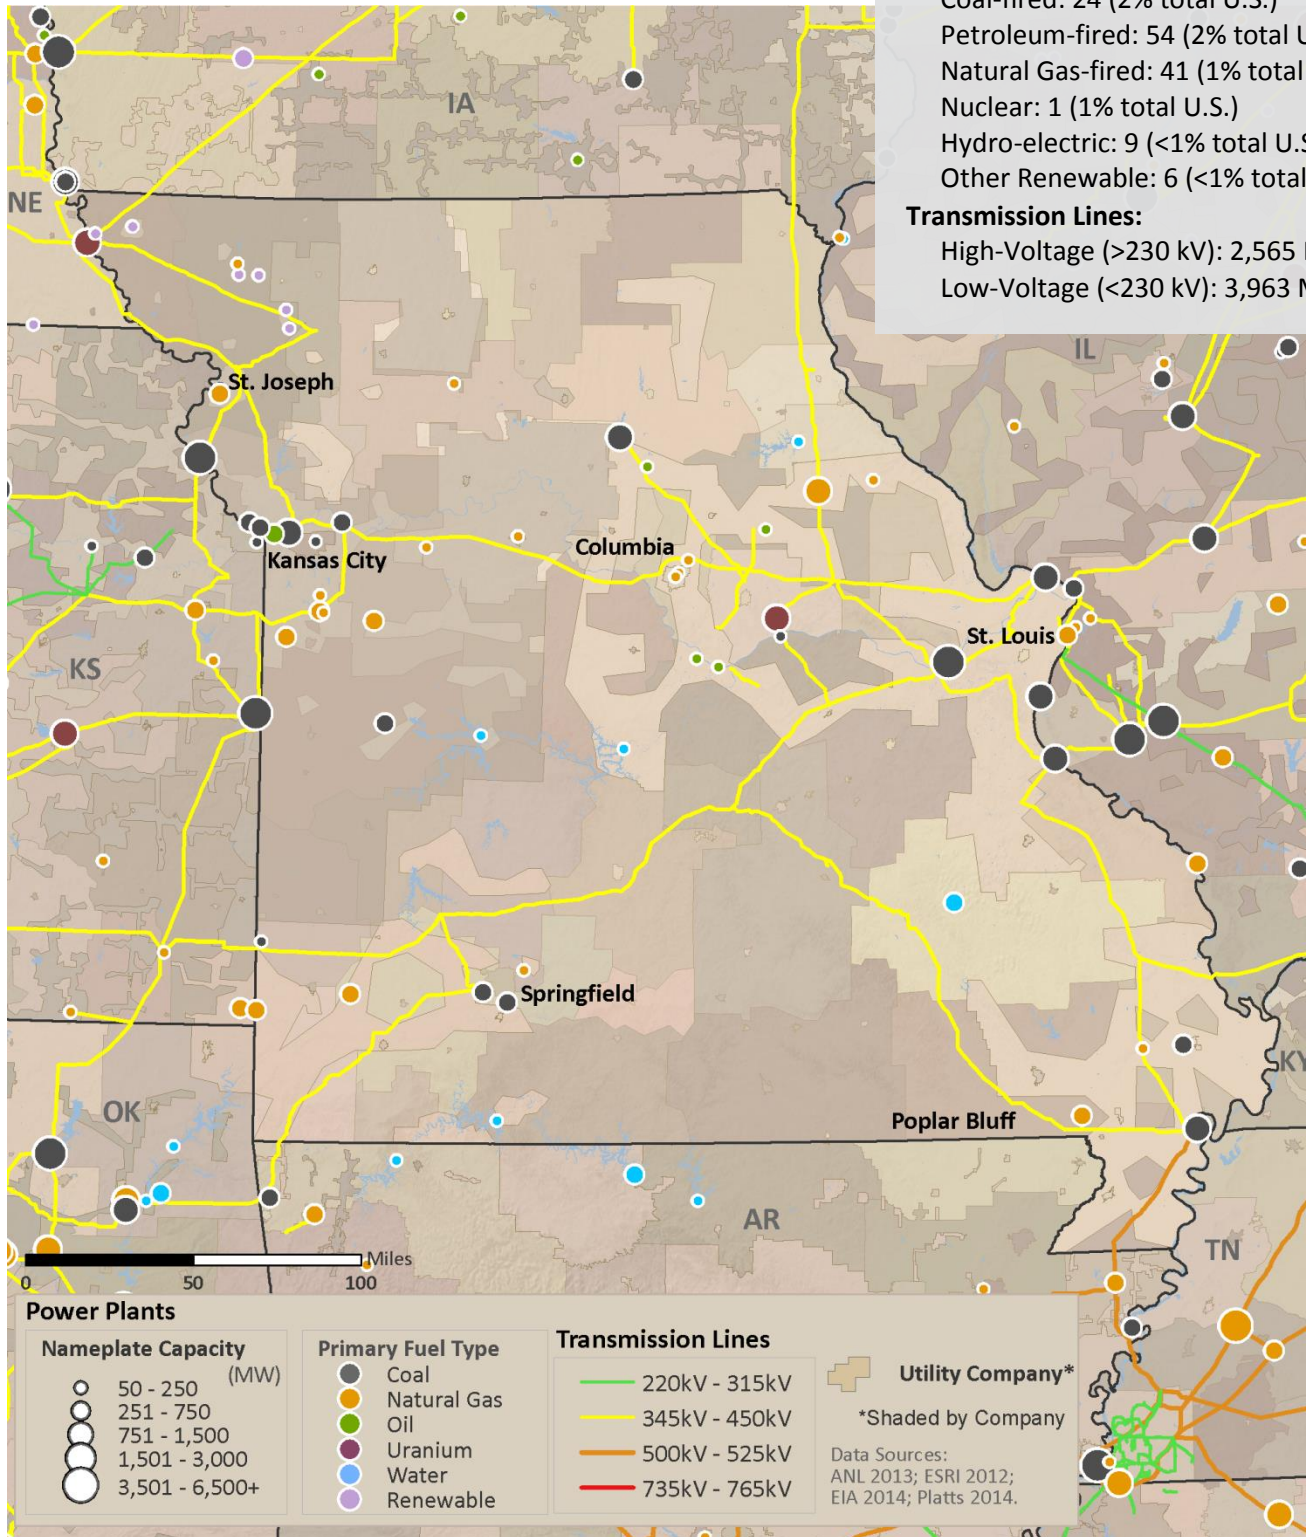 Coal-fired: 24 (2% total U.S.)
Petroleum-fired: 54 (2% total U
Natural Gas-fired: 41 (1% total
Nuclear: 1 (1% total U.S.)
Hydro-electric: 9 (<1% total U.S
Other Renewable: 6 (<1% total
Transmission Lines:
High-Voltage (>230 kV): 2,565
Low-Voltage (<230 kV): 3,963
IA
NE
IL
St. Joseph
Columbia
Kansas City
St. Louis
KS
Springfield
KY
OK
Poplar Bluff
AR
TN
Miles
0 50 100
Power Plants
Nameplate Capacity
(MW)
50 - 250
251 - 750
751 - 1,500
1,501 - 3,000
3,501 - 6,500+
Primary Fuel Type
Coal
Natural Gas
Oil
Uranium
Water
Renewable
Transmission Lines
220kV - 315kV
345kV - 450kV
500kV - 525kV
735kV - 765kV
Utility Company*
*Shaded by Company
Data Sources:
ANL 2013; ESRI 2012;
EIA 2014; Platts 2014.